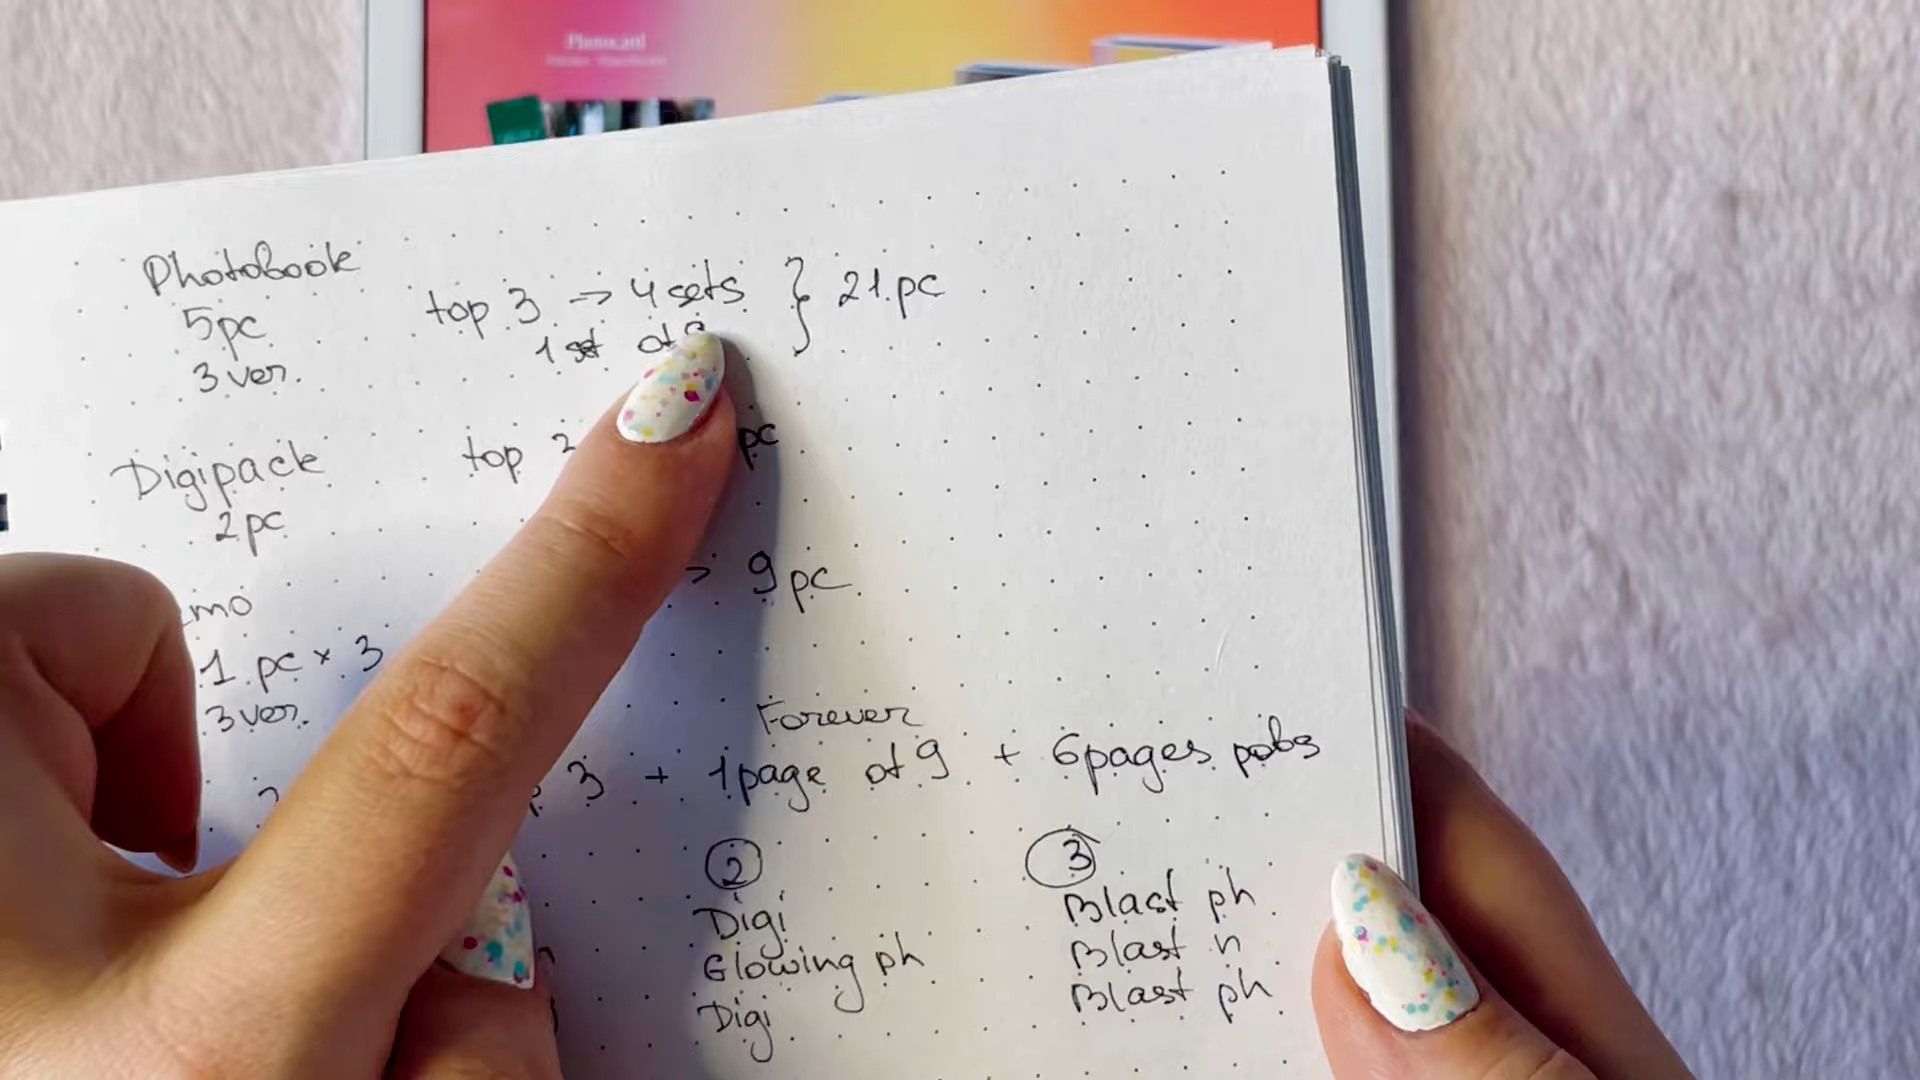 Photocard
Photobook
5pc
3 ver.
top 3 → 4 sets } 21 pc
1 set of
Digipack
2pc
top
pc
> 9 pc
1 pc × 3
3 ver.
Forever
3 + 1 page of 9 + 6 pages pobs
2
Digi
Glowing ph
Digi
3
Blast ph
Blast n
Blast ph